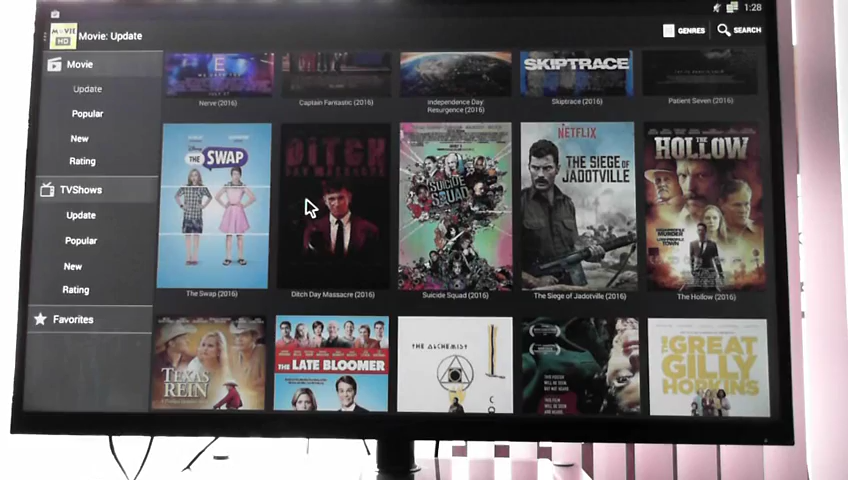 1:28
MOVIE
HD
Movie: Update
GENRES
SEARCH
Movie
Update
Popular
New
Rating
TVShows
Update
Popular
New
Rating
Favorites
SKIPTRACE
Nerve (2016)
Captain Fantastic (2016)
Independence Day
Resurgence (2016)
Skiptrace (2016)
Patient Seven (2016)
Disney
THE SWAP
DITCH
SUICIDE
SQUAD
NETFLIX
THE SIEGE OF
JADOTVILLE
THE
HOLLOW
The Swap (2016)
Ditch Day Massacre (2016)
Suicide Squad (2016)
The Siege of Jadotville (2016)
The Hollow (2016)
TEXAS
REIN
THE LATE BLOOMER
THE ALCHEMIST
THE
GREAT
GILLY
HOPKINS